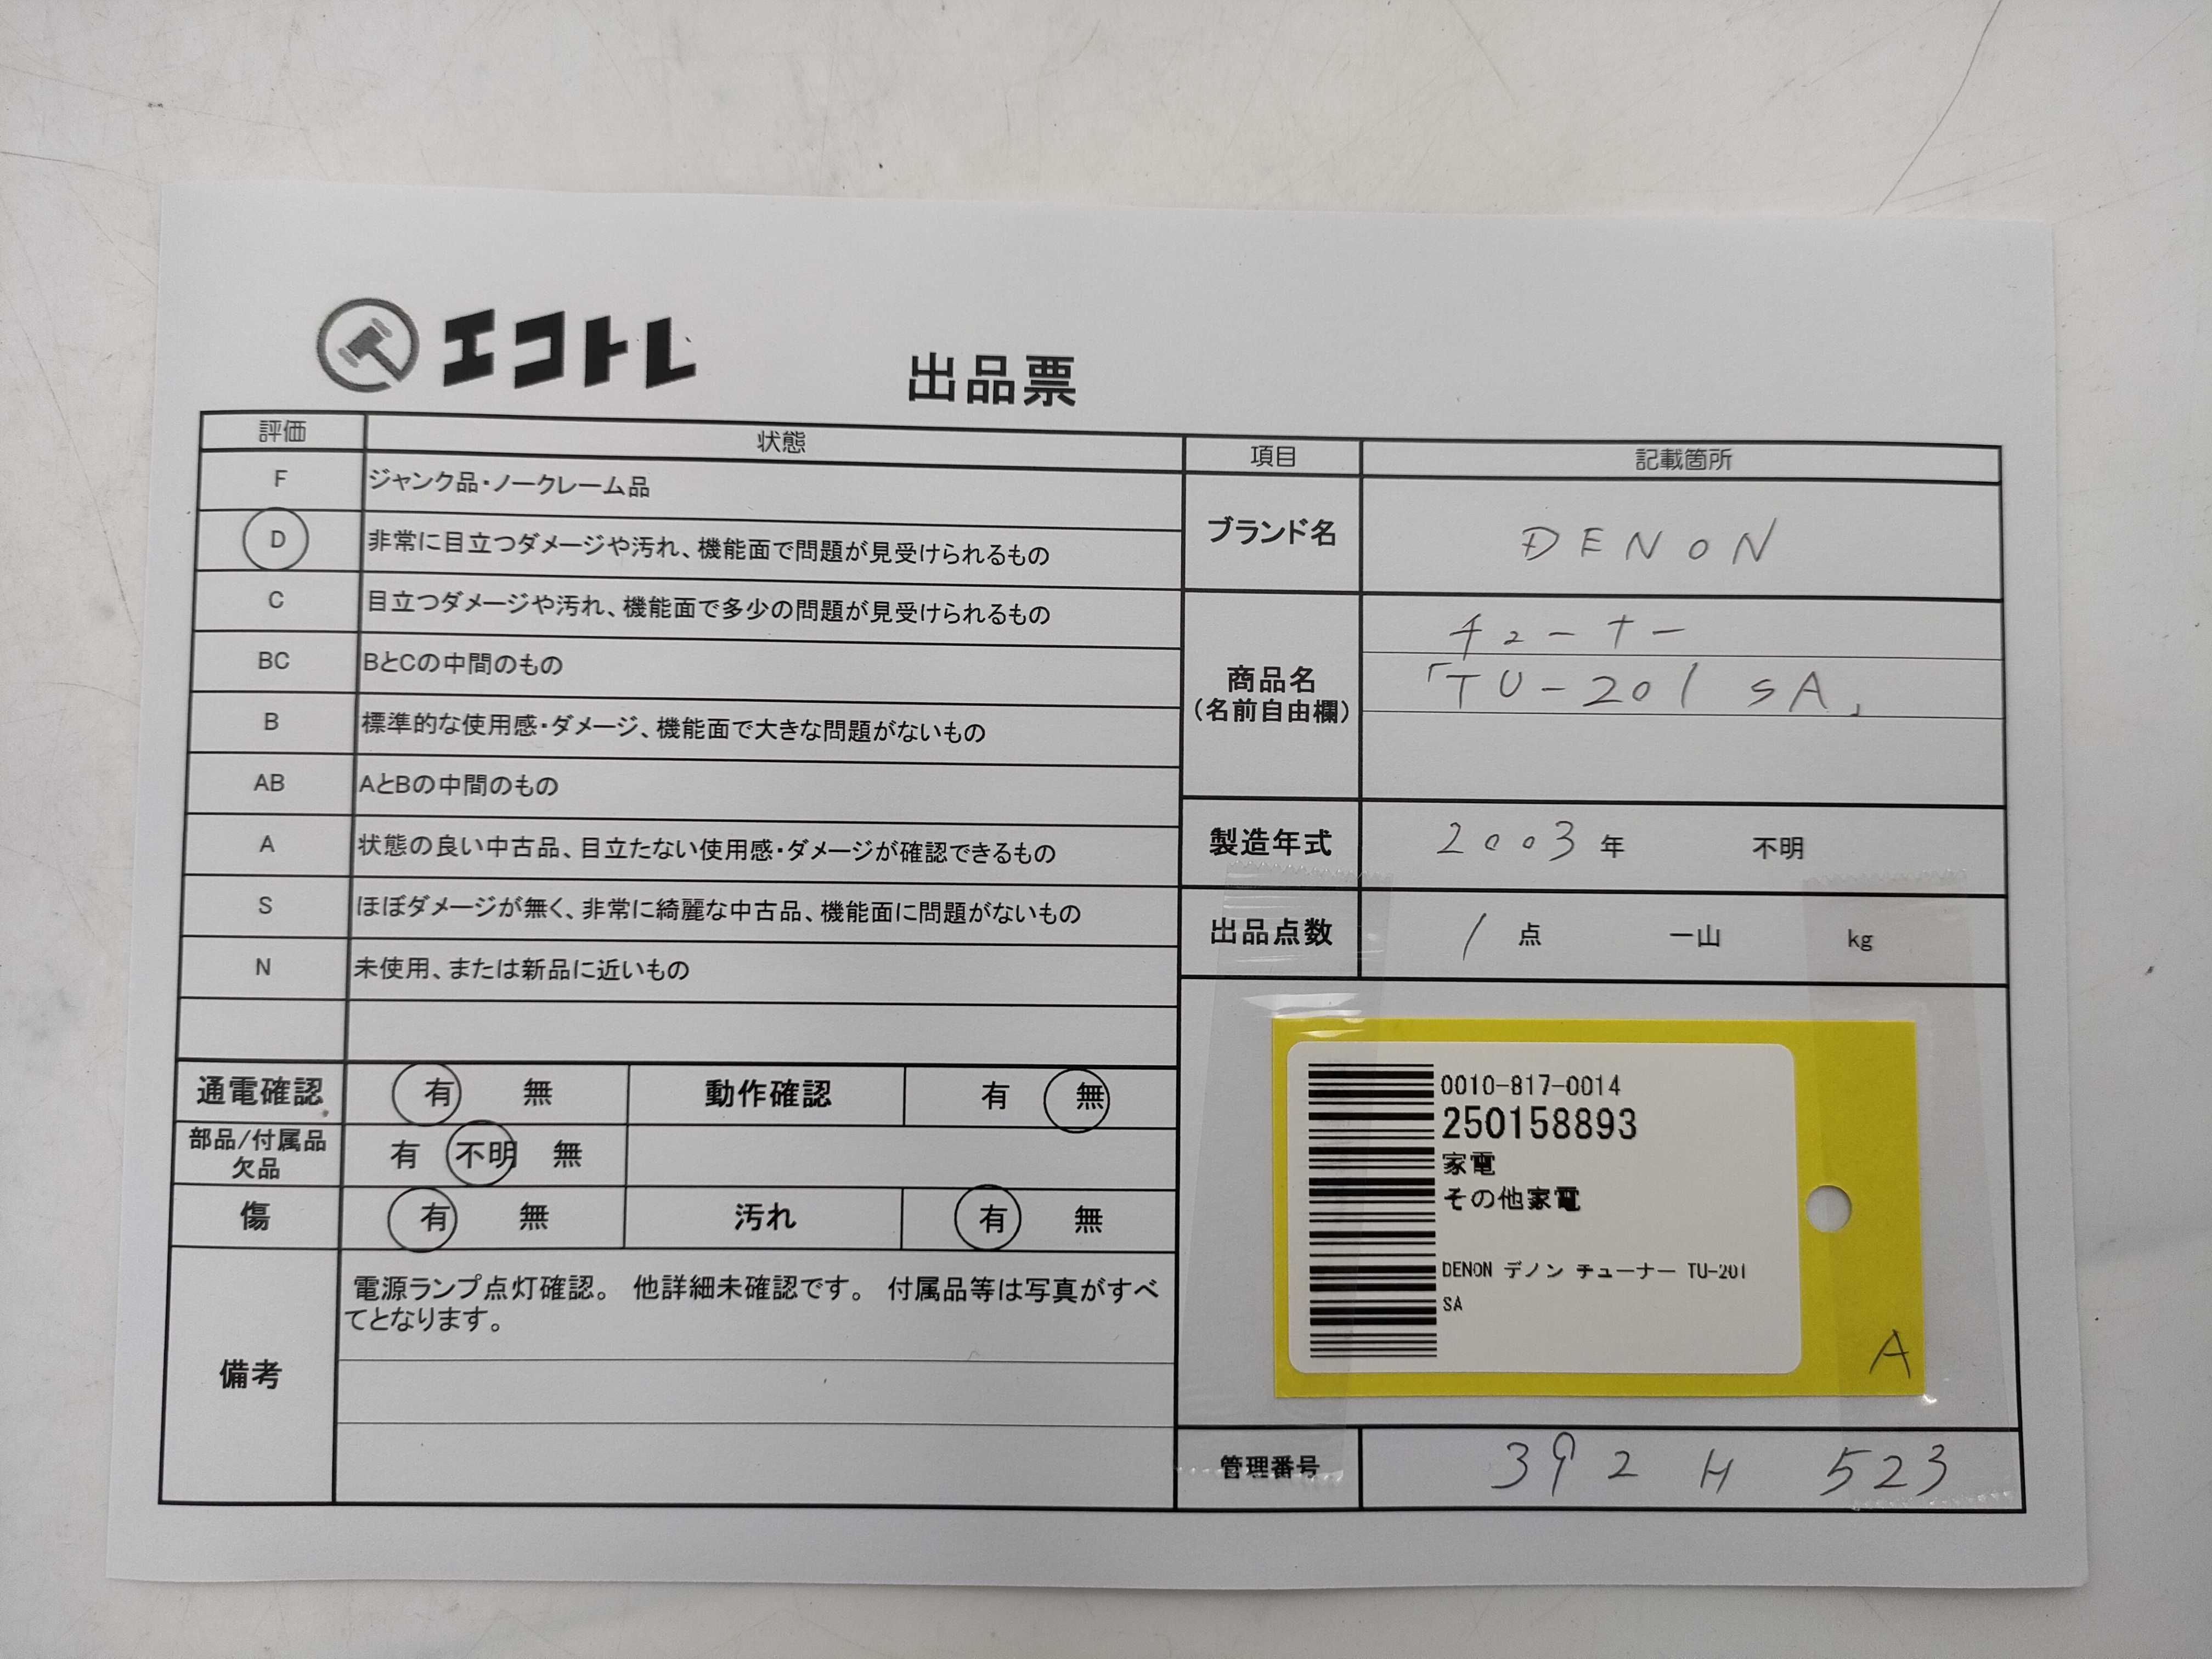 エコトレ
出品票
評価 状態
F ジャンク品・ノークレーム品
D 非常に目立つダメージや汚れ、機能面で問題が見受けられるもの
C 目立つダメージや汚れ、機能面で多少の問題が見受けられるもの
BC BとCの中間のもの
B 標準的な使用感・ダメージ、機能面で大きな問題がないもの
AB AとBの中間のもの
A 状態の良い中古品、目立たない使用感・ダメージが確認できるもの
S ほぼダメージが無く、非常に綺麗な中古品、機能面に問題がないもの
N 未使用、または新品に近いもの
通電確認 有 無 動作確認 有 無
部品/付属品
欠品 有 不明 無
傷 有 無 汚れ 有 無
備考
電源ランプ点灯確認。 他詳細未確認です。 付属品等は写真がすべ
てとなります。
項目 記載箇所
ブランド名 DENON
商品名
(名前自由欄)
チューナー
「TU-201 SA」
製造年式 2003 年 不明
出品点数 1 点 一山 kg
0010-817-0014
250158893
家電
その他家電
DENON デノン チューナー TU-201
SA
A
管理番号 392 H 523